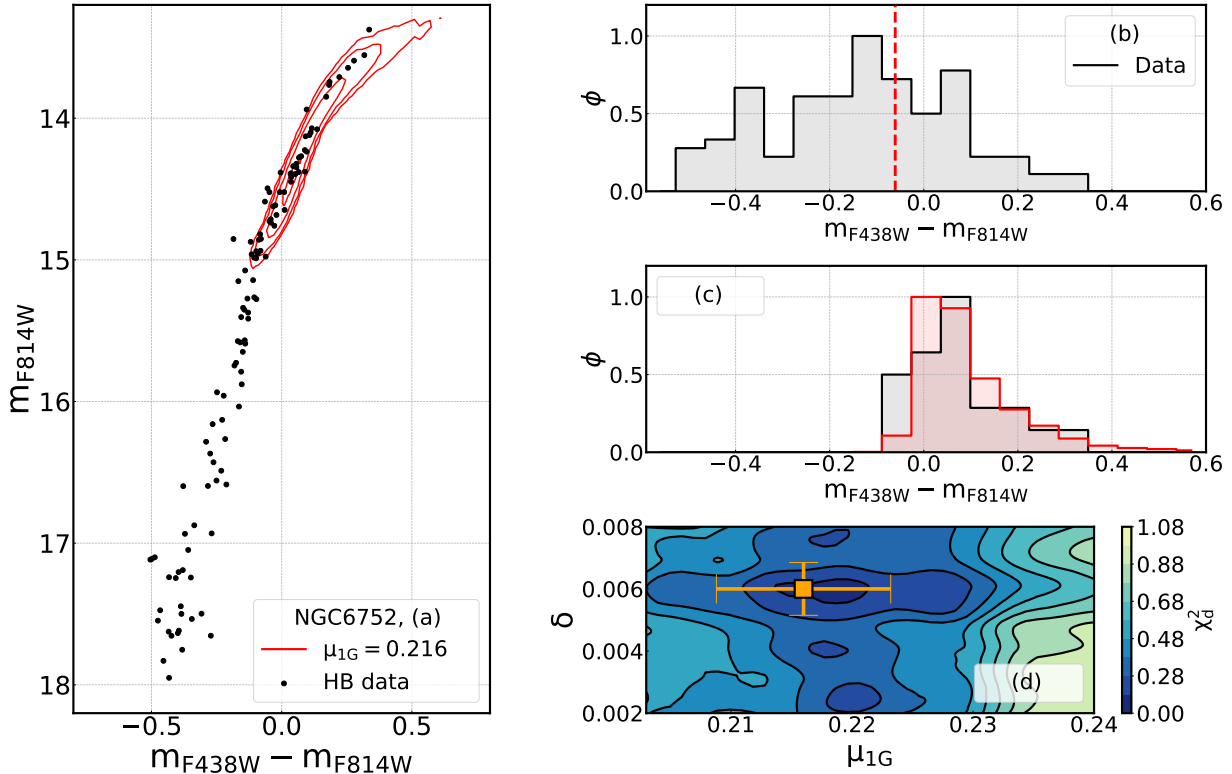 14
15
16
17
18
m_F814W
−0.5 0.0 0.5
m_F438W − m_F814W
NGC6752, (a)
μ_1G = 0.216
HB data
(b)
Data
1.0
0.5
0.0
ϕ
−0.4 −0.2 0.0 0.2 0.4 0.6
m_F438W − m_F814W
(c)
1.0
0.5
0.0
ϕ
−0.4 −0.2 0.0 0.2 0.4 0.6
m_F438W − m_F814W
0.008
0.006
0.004
0.002
δ
(d)
0.21 0.22 0.23 0.24
μ_1G
1.08
0.88
0.68
0.48
0.28
0.00
χ²_d